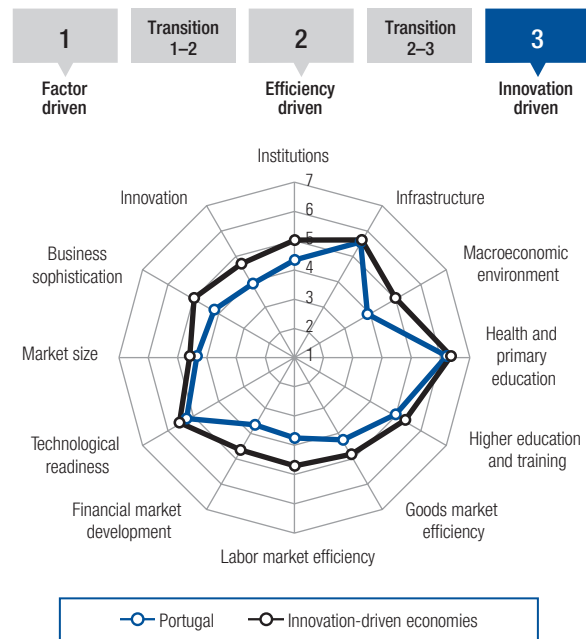 1
Transition
1–2
2
Transition
2–3
3
Factor
driven
Efficiency
driven
Innovation
driven
Institutions
7
6
5
4
3
2
1
Infrastructure
Macroeconomic
environment
Health and
primary
education
Higher education
and training
Goods market
efficiency
Labor market efficiency
Financial market
development
Technological
readiness
Market size
Business
sophistication
Innovation
Portugal
Innovation-driven economies